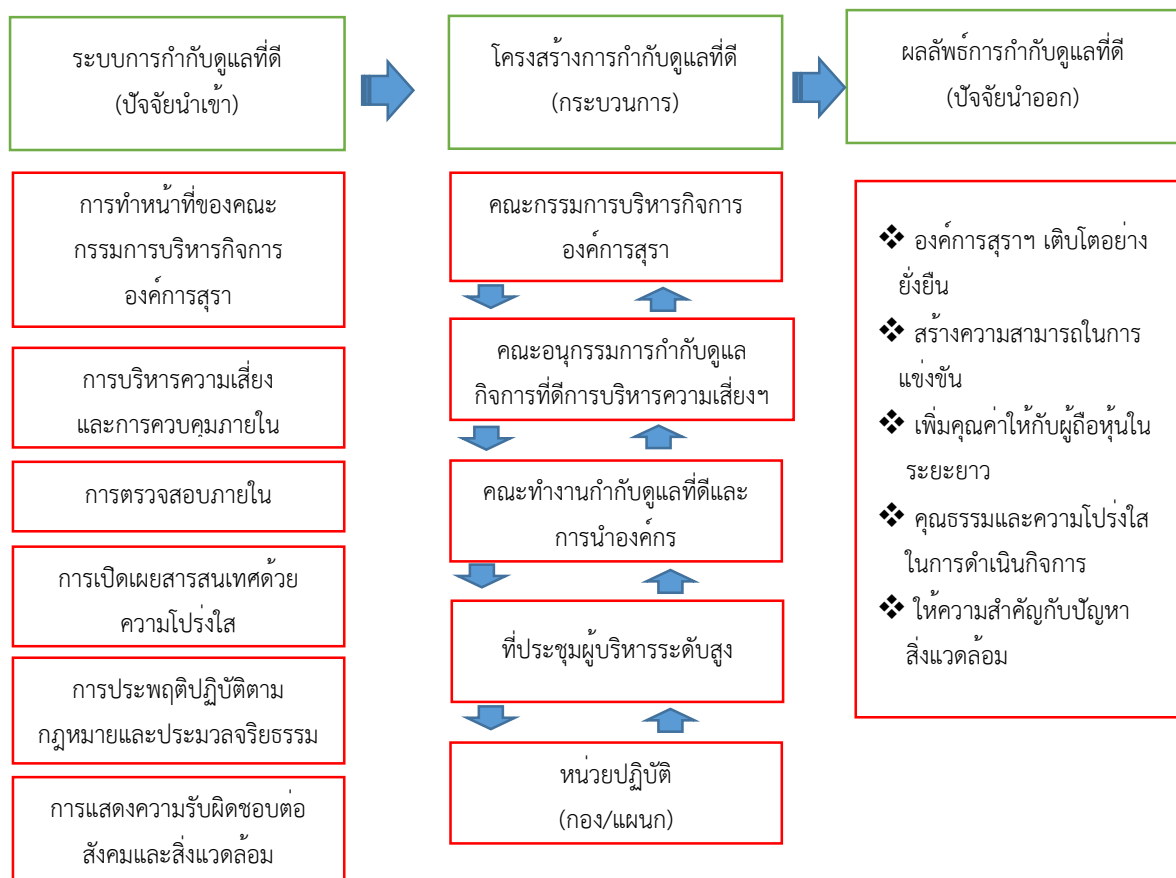 ระบบการกำกับดูแลที่ดี
(ปัจจัยนำเข้า)
โครงสร้างการกำกับดูแลที่ดี
(กระบวนการ)
ผลลัพธ์การกำกับดูแลที่ดี
(ปัจจัยนำออก)
การทำหน้าที่ของคณะ
กรรมการบริหารกิจการ
องค์การสุรา
การบริหารความเสี่ยง
และการควบคุมภายใน
การตรวจสอบภายใน
การเปิดเผยสารสนเทศด้วย
ความโปร่งใส
การประพฤติปฏิบัติตาม
กฎหมายและประมวลจริยธรรม
การแสดงความรับผิดชอบต่อ
สังคมและสิ่งแวดล้อม
คณะกรรมการบริหารกิจการ
องค์การสุรา
คณะอนุกรรมการกำกับดูแล
กิจการที่ดีการบริหารความเสี่ยงฯ
คณะทำงานกำกับดูแลที่ดีและ
การนำองค์กร
ที่ประชุมผู้บริหารระดับสูง
หน่วยปฏิบัติ
(กอง/แผนก)
❖ องค์การสุราฯ เติบโตอย่าง
ยั่งยืน
❖ สร้างความสามารถในการ
แข่งขัน
❖ เพิ่มคุณค่าให้กับผู้ถือหุ้นใน
ระยะยาว
❖ คุณธรรมและความโปร่งใส
ในการดำเนินกิจการ
❖ ให้ความสำคัญกับปัญหา
สิ่งแวดล้อม